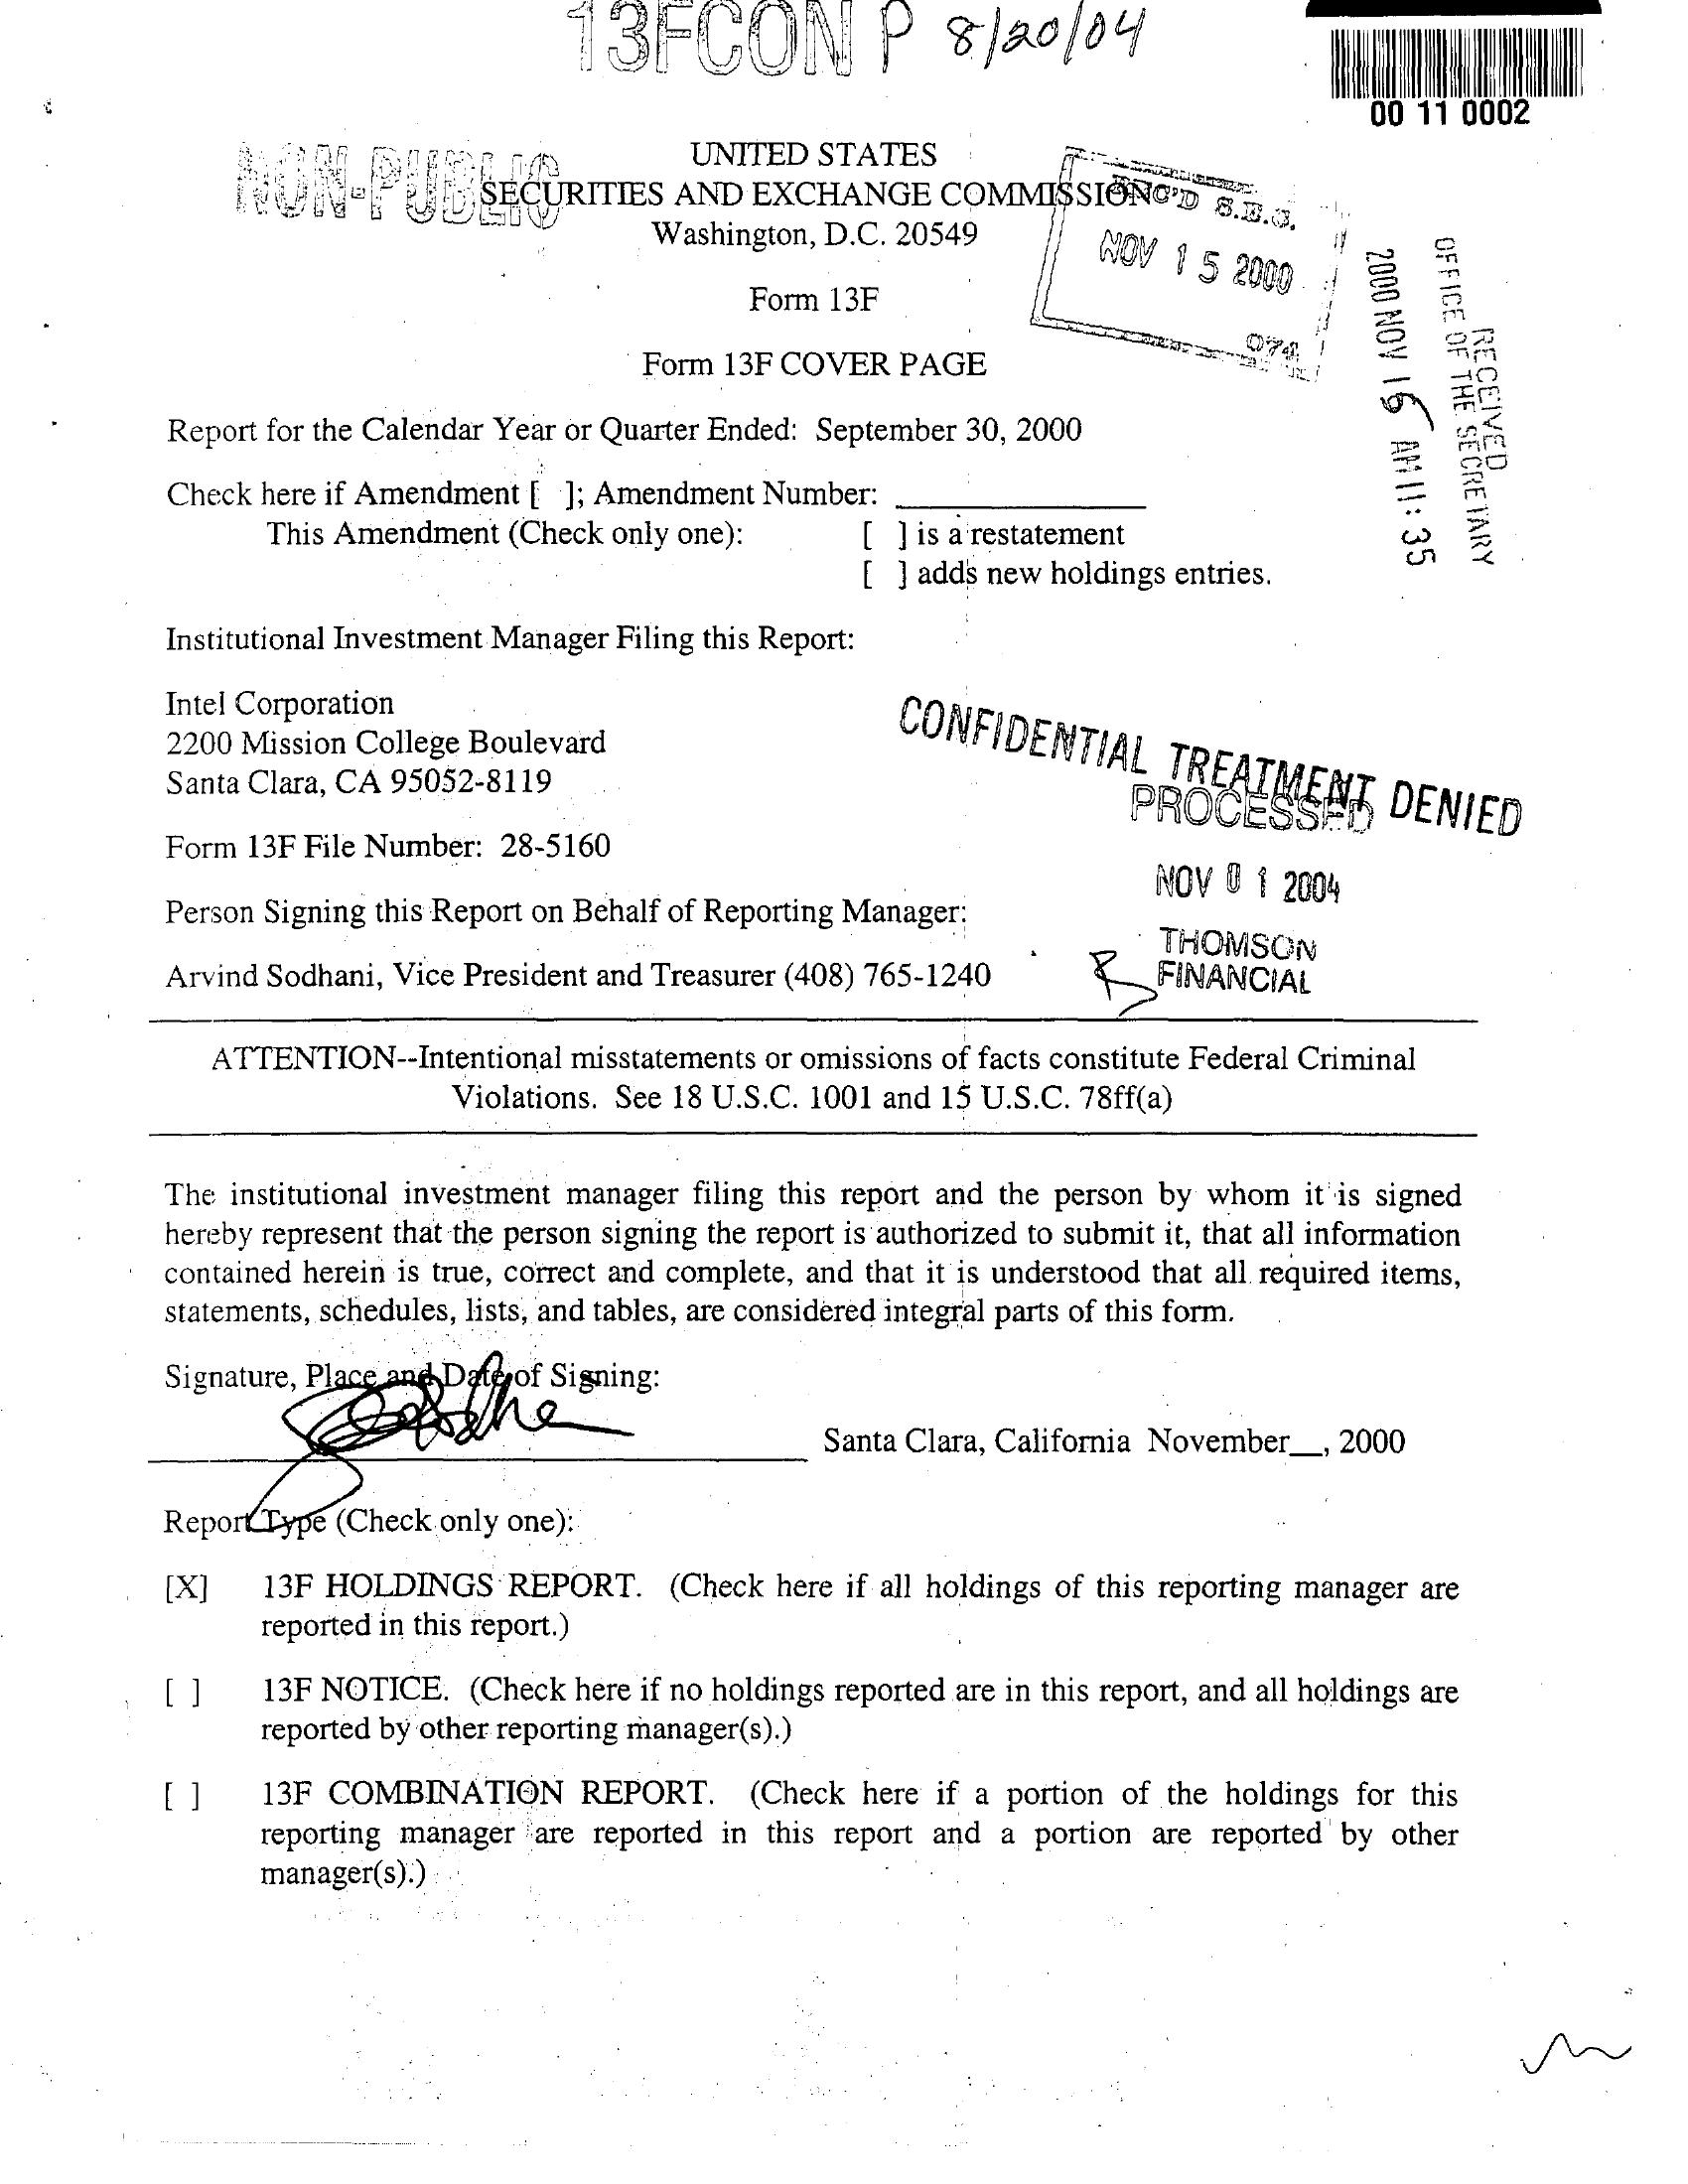 13FCON P 8/20/04
00 11 0002
NON-PUBLIC
UNITED STATES
SECURITIES AND EXCHANGE COMMISSION
Washington, D.C. 20549
REC'D S.E.C.
NOV 15 2000
074
RECEIVED
OFFICE OF THE SECRETARY
2000 NOV 16 AM 11:35
Form 13F
Form 13F COVER PAGE
Report for the Calendar Year or Quarter Ended: September 30, 2000
Check here if Amendment [ ]; Amendment Number: ________
This Amendment (Check only one): [ ] is a restatement
[ ] adds new holdings entries.
Institutional Investment Manager Filing this Report:
Intel Corporation
2200 Mission College Boulevard
Santa Clara, CA 95052-8119
CONFIDENTIAL TREATMENT DENIED
PROCESSED
NOV 01 2004
THOMSON
FINANCIAL
Form 13F File Number: 28-5160
Person Signing this Report on Behalf of Reporting Manager:
Arvind Sodhani, Vice President and Treasurer (408) 765-1240
ATTENTION--Intentional misstatements or omissions of facts constitute Federal Criminal
Violations. See 18 U.S.C. 1001 and 15 U.S.C. 78ff(a)
The institutional investment manager filing this report and the person by whom it is signed
hereby represent that the person signing the report is authorized to submit it, that all information
contained herein is true, correct and complete, and that it is understood that all required items,
statements, schedules, lists, and tables, are considered integral parts of this form.
Signature, Place and Date of Signing:
Santa Clara, California November__, 2000
Report Type (Check only one):
[X] 13F HOLDINGS REPORT. (Check here if all holdings of this reporting manager are
reported in this report.)
[ ] 13F NOTICE. (Check here if no holdings reported are in this report, and all holdings are
reported by other reporting manager(s).)
[ ] 13F COMBINATION REPORT. (Check here if a portion of the holdings for this
reporting manager are reported in this report and a portion are reported by other
manager(s).)